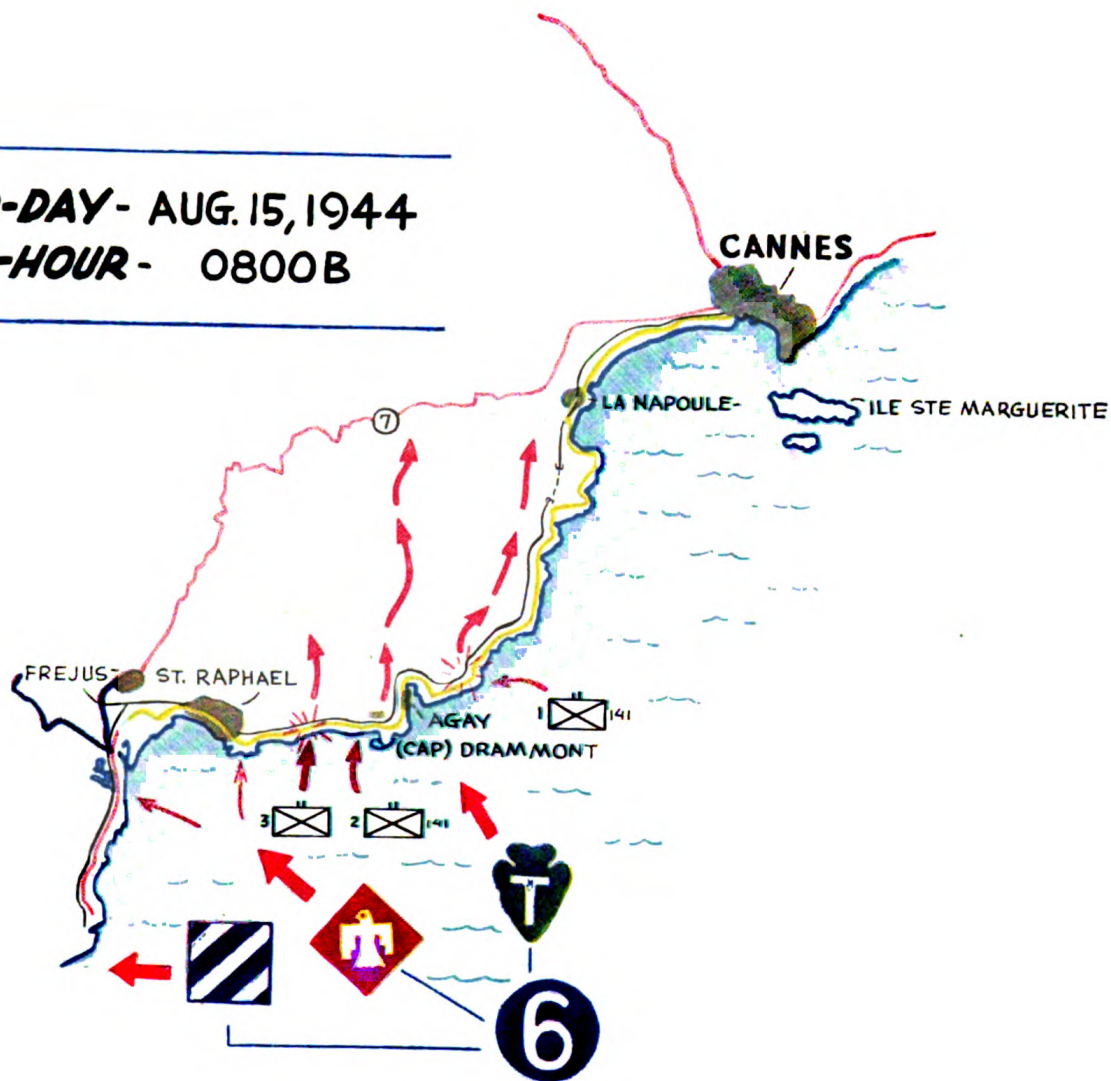 -DAY - AUG. 15, 1944
-HOUR - 0800B
CANNES
7
LA NAPOULE-
ILE STE MARGUERITE
FREJUS-
ST. RAPHAEL
AGAY
(CAP) DRAMMONT
1 141
3
2 141
T
6